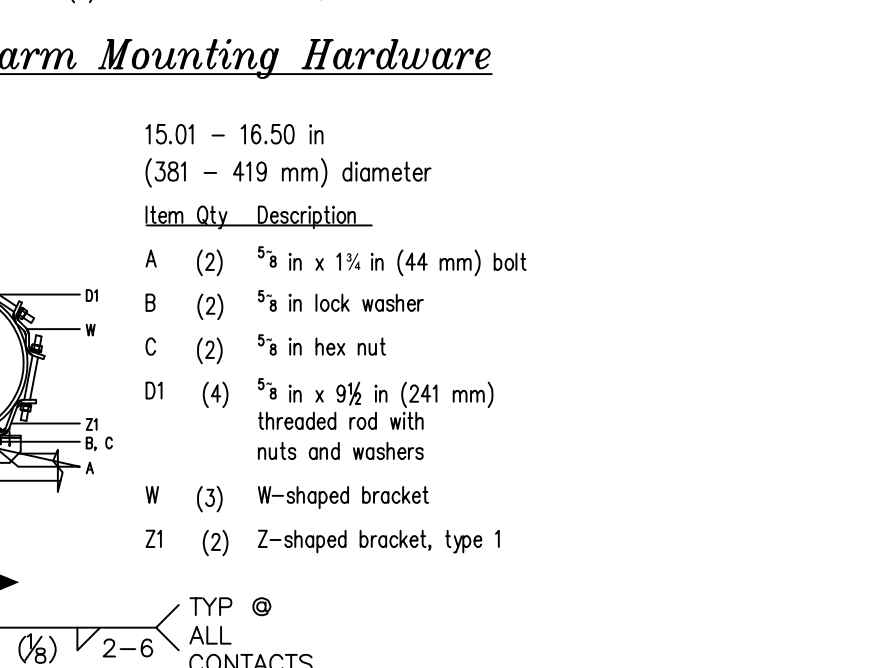 arm Mounting Hardware
15.01 – 16.50 in
(381 – 419 mm) diameter
Item Qty Description
A (2) 5~8 in x 1¾ in (44 mm) bolt
B (2) 5~8 in lock washer
C (2) 5~8 in hex nut
D1 (4) 5~8 in x 9½ in (241 mm)
threaded rod with
nuts and washers
W (3) W–shaped bracket
Z1 (2) Z–shaped bracket, type 1
D1
W
Z1
B, C
A
TYP @
ALL
CONTACTS
(⅛) 2–6